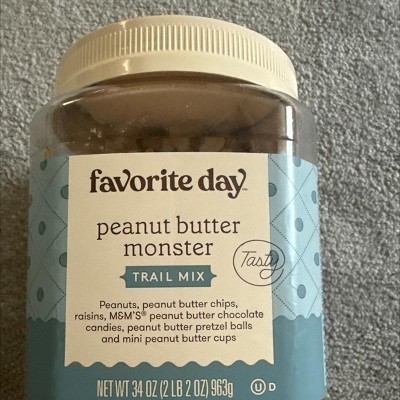 favorite day™
peanut butter
monster
TRAIL MIX
Tasty
Peanuts, peanut butter chips,
raisins, M&M'S® peanut butter chocolate
candies, peanut butter pretzel balls
and mini peanut butter cups
NET WT 34 OZ (2 LB 2 OZ) 963g
U D